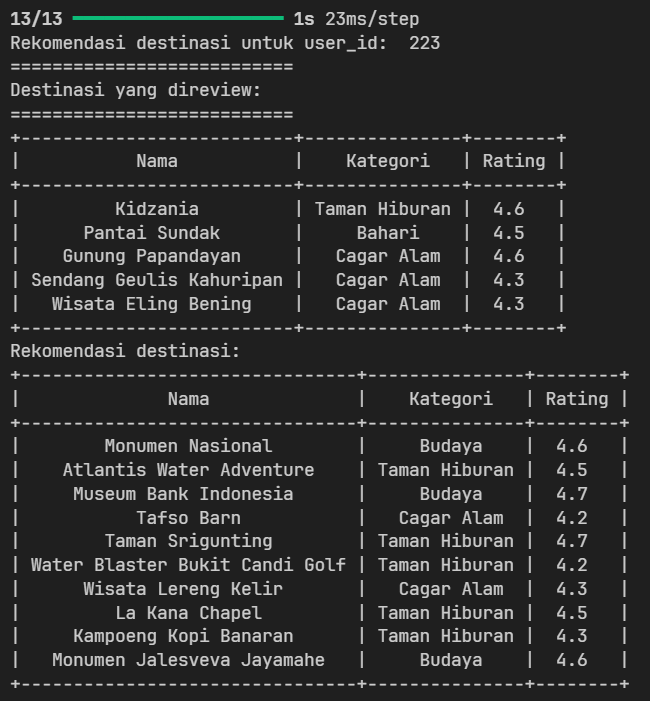 13/13 ━━━━━━━━━━━━━━━━━━━━ 1s 23ms/step
Rekomendasi destinasi untuk user_id:  223
===========================
Destinasi yang direview:
===========================
+--------------------------+---------------+--------+
|           Nama           |    Kategori   | Rating |
+--------------------------+---------------+--------+
|         Kidzania         | Taman Hiburan |  4.6   |
|      Pantai Sundak       |     Bahari    |  4.5   |
|    Gunung Papandayan     |   Cagar Alam  |  4.6   |
| Sendang Geulis Kahuripan |   Cagar Alam  |  4.3   |
|   Wisata Eling Bening    |   Cagar Alam  |  4.3   |
+--------------------------+---------------+--------+
Rekomendasi destinasi:
+--------------------------------+---------------+--------+
|              Nama              |    Kategori   | Rating |
+--------------------------------+---------------+--------+
|        Monumen Nasional        |     Budaya    |  4.6   |
|    Atlantis Water Adventure    | Taman Hiburan |  4.5   |
|     Museum Bank Indonesia      |     Budaya    |  4.7   |
|           Tafso Barn           |   Cagar Alam  |  4.2   |
|        Taman Srigunting        | Taman Hiburan |  4.7   |
| Water Blaster Bukit Candi Golf | Taman Hiburan |  4.2   |
|      Wisata Lereng Kelir       |   Cagar Alam  |  4.3   |
|         La Kana Chapel         | Taman Hiburan |  4.5   |
|     Kampoeng Kopi Banaran      | Taman Hiburan |  4.3   |
|   Monumen Jalesveva Jayamahe   |     Budaya    |  4.6   |
+--------------------------------+---------------+--------+